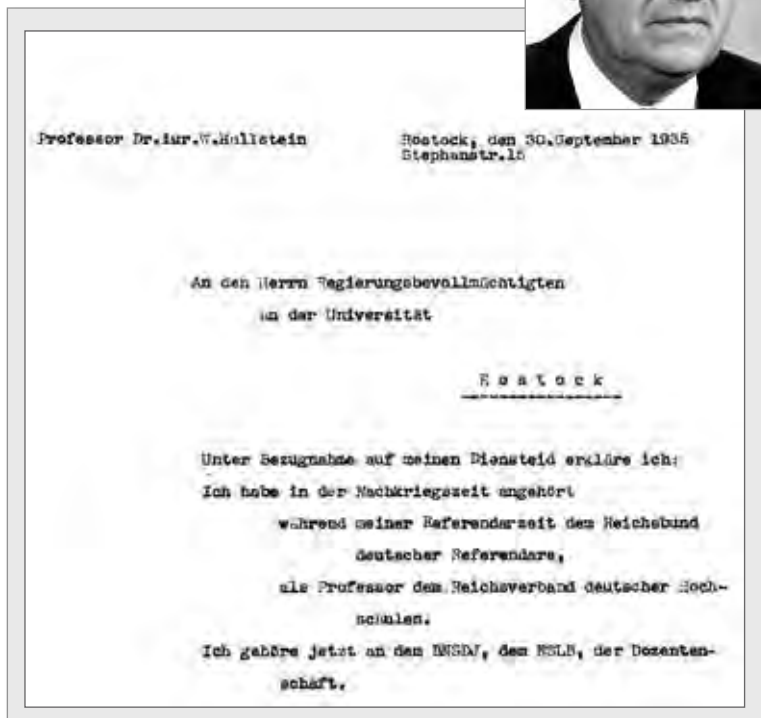 Professor Dr.iur.W.Hallstein
Rostock, den 30.September 1935
Stephanstr.15
An den Herrn Regierungsbevollmächtigten
an der Universität
R o s t o c k
Unter Bezugnahme auf meinen Diensteid erkläre ich:
Ich habe in der Nachkriegszeit angehört
während meiner Referendarzeit dem Reichsbund
deutscher Referendare,
als Professor dem Reichsverband deutscher Hoch-
schulen.
Ich gehöre jetzt an dem BNSDJ, dem NSLB, der Dozenten-
schaft.